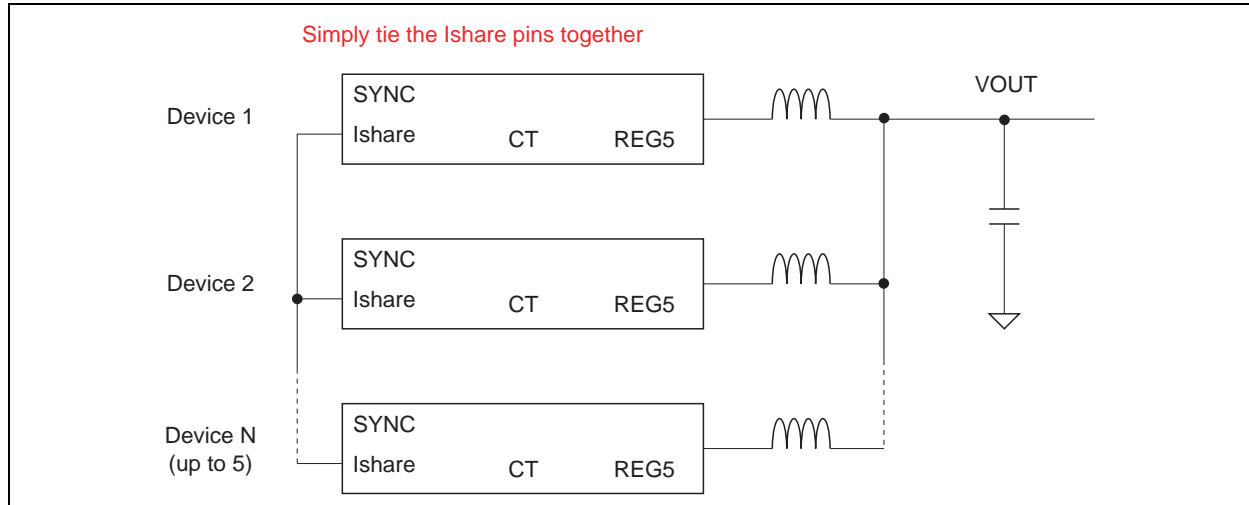 Simply tie the Ishare pins together
Device 1
SYNC
Ishare
CT
REG5
VOUT
Device 2
SYNC
Ishare
CT
REG5
Device N
(up to 5)
SYNC
Ishare
CT
REG5